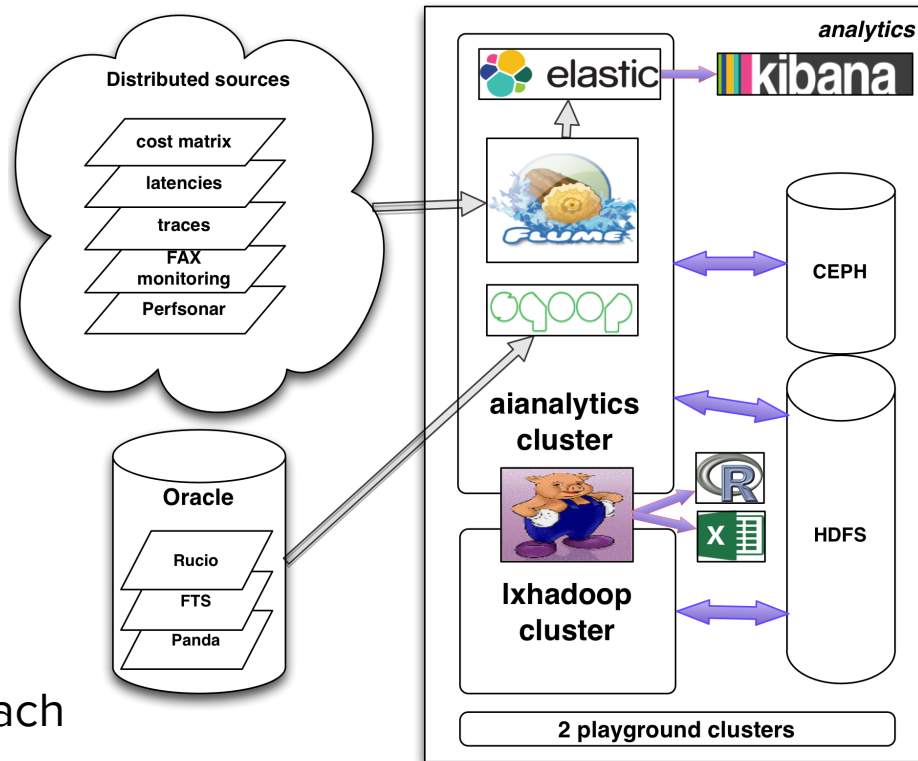 analytics
Distributed sources
cost matrix
latencies
traces
FAX
monitoring
Perfsonar
elastic
kibana
FLUME
sqoop
aianalytics
cluster
CEPH
Oracle
Rucio
FTS
Panda
R
X
HDFS
lxhadoop
cluster
ach
2 playground clusters